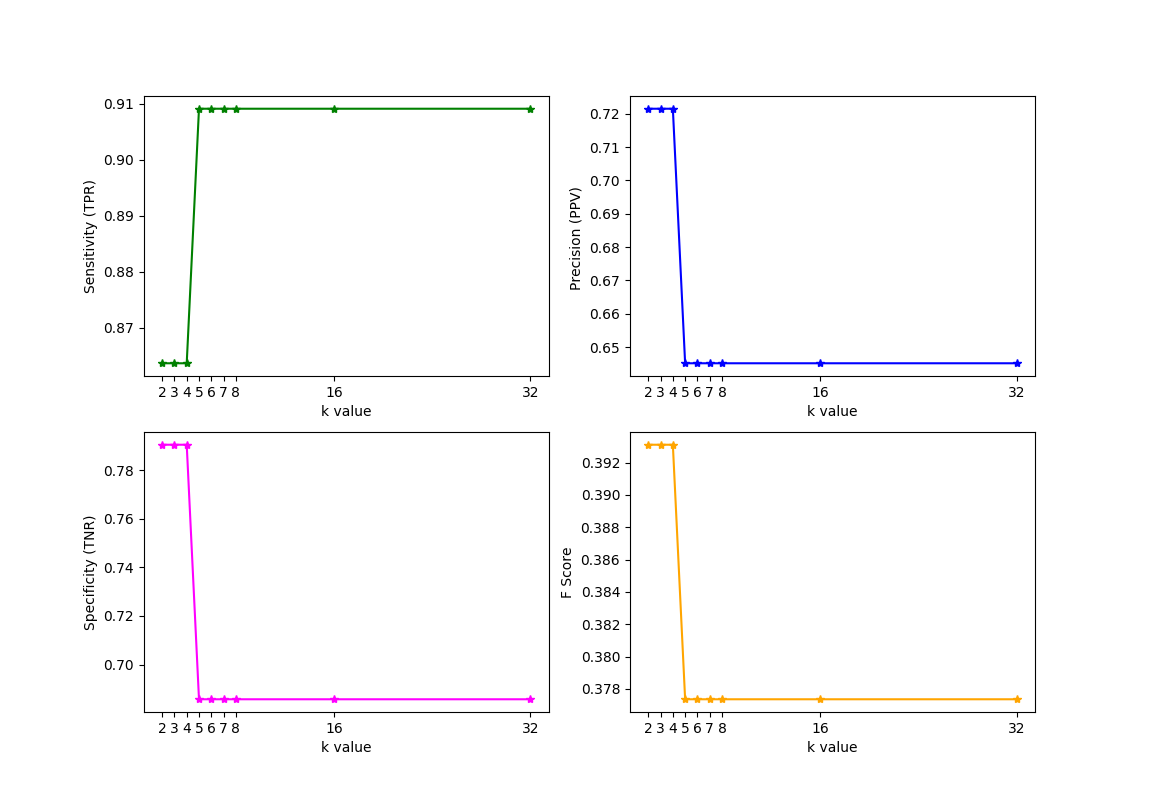 0.91
0.90
0.89
0.88
0.87
Sensitivity (TPR)
2 3 4 5 6 7 8 16 32
k value
0.72
0.71
0.70
0.69
0.68
0.67
0.66
0.65
Precision (PPV)
2 3 4 5 6 7 8 16 32
k value
0.78
0.76
0.74
0.72
0.70
Specificity (TNR)
2 3 4 5 6 7 8 16 32
k value
0.392
0.390
0.388
0.386
0.384
0.382
0.380
0.378
F Score
2 3 4 5 6 7 8 16 32
k value